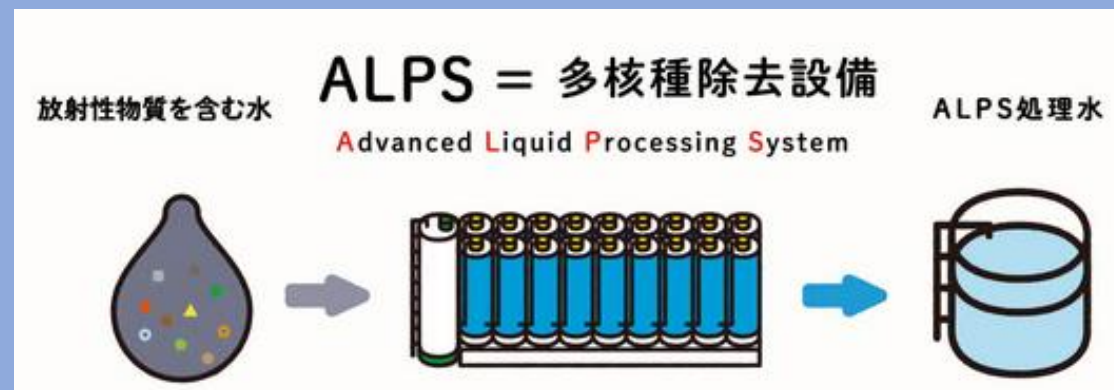 ALPS = 多核種除去設備
Advanced Liquid Processing System
放射性物質を含む水
ALPS処理水